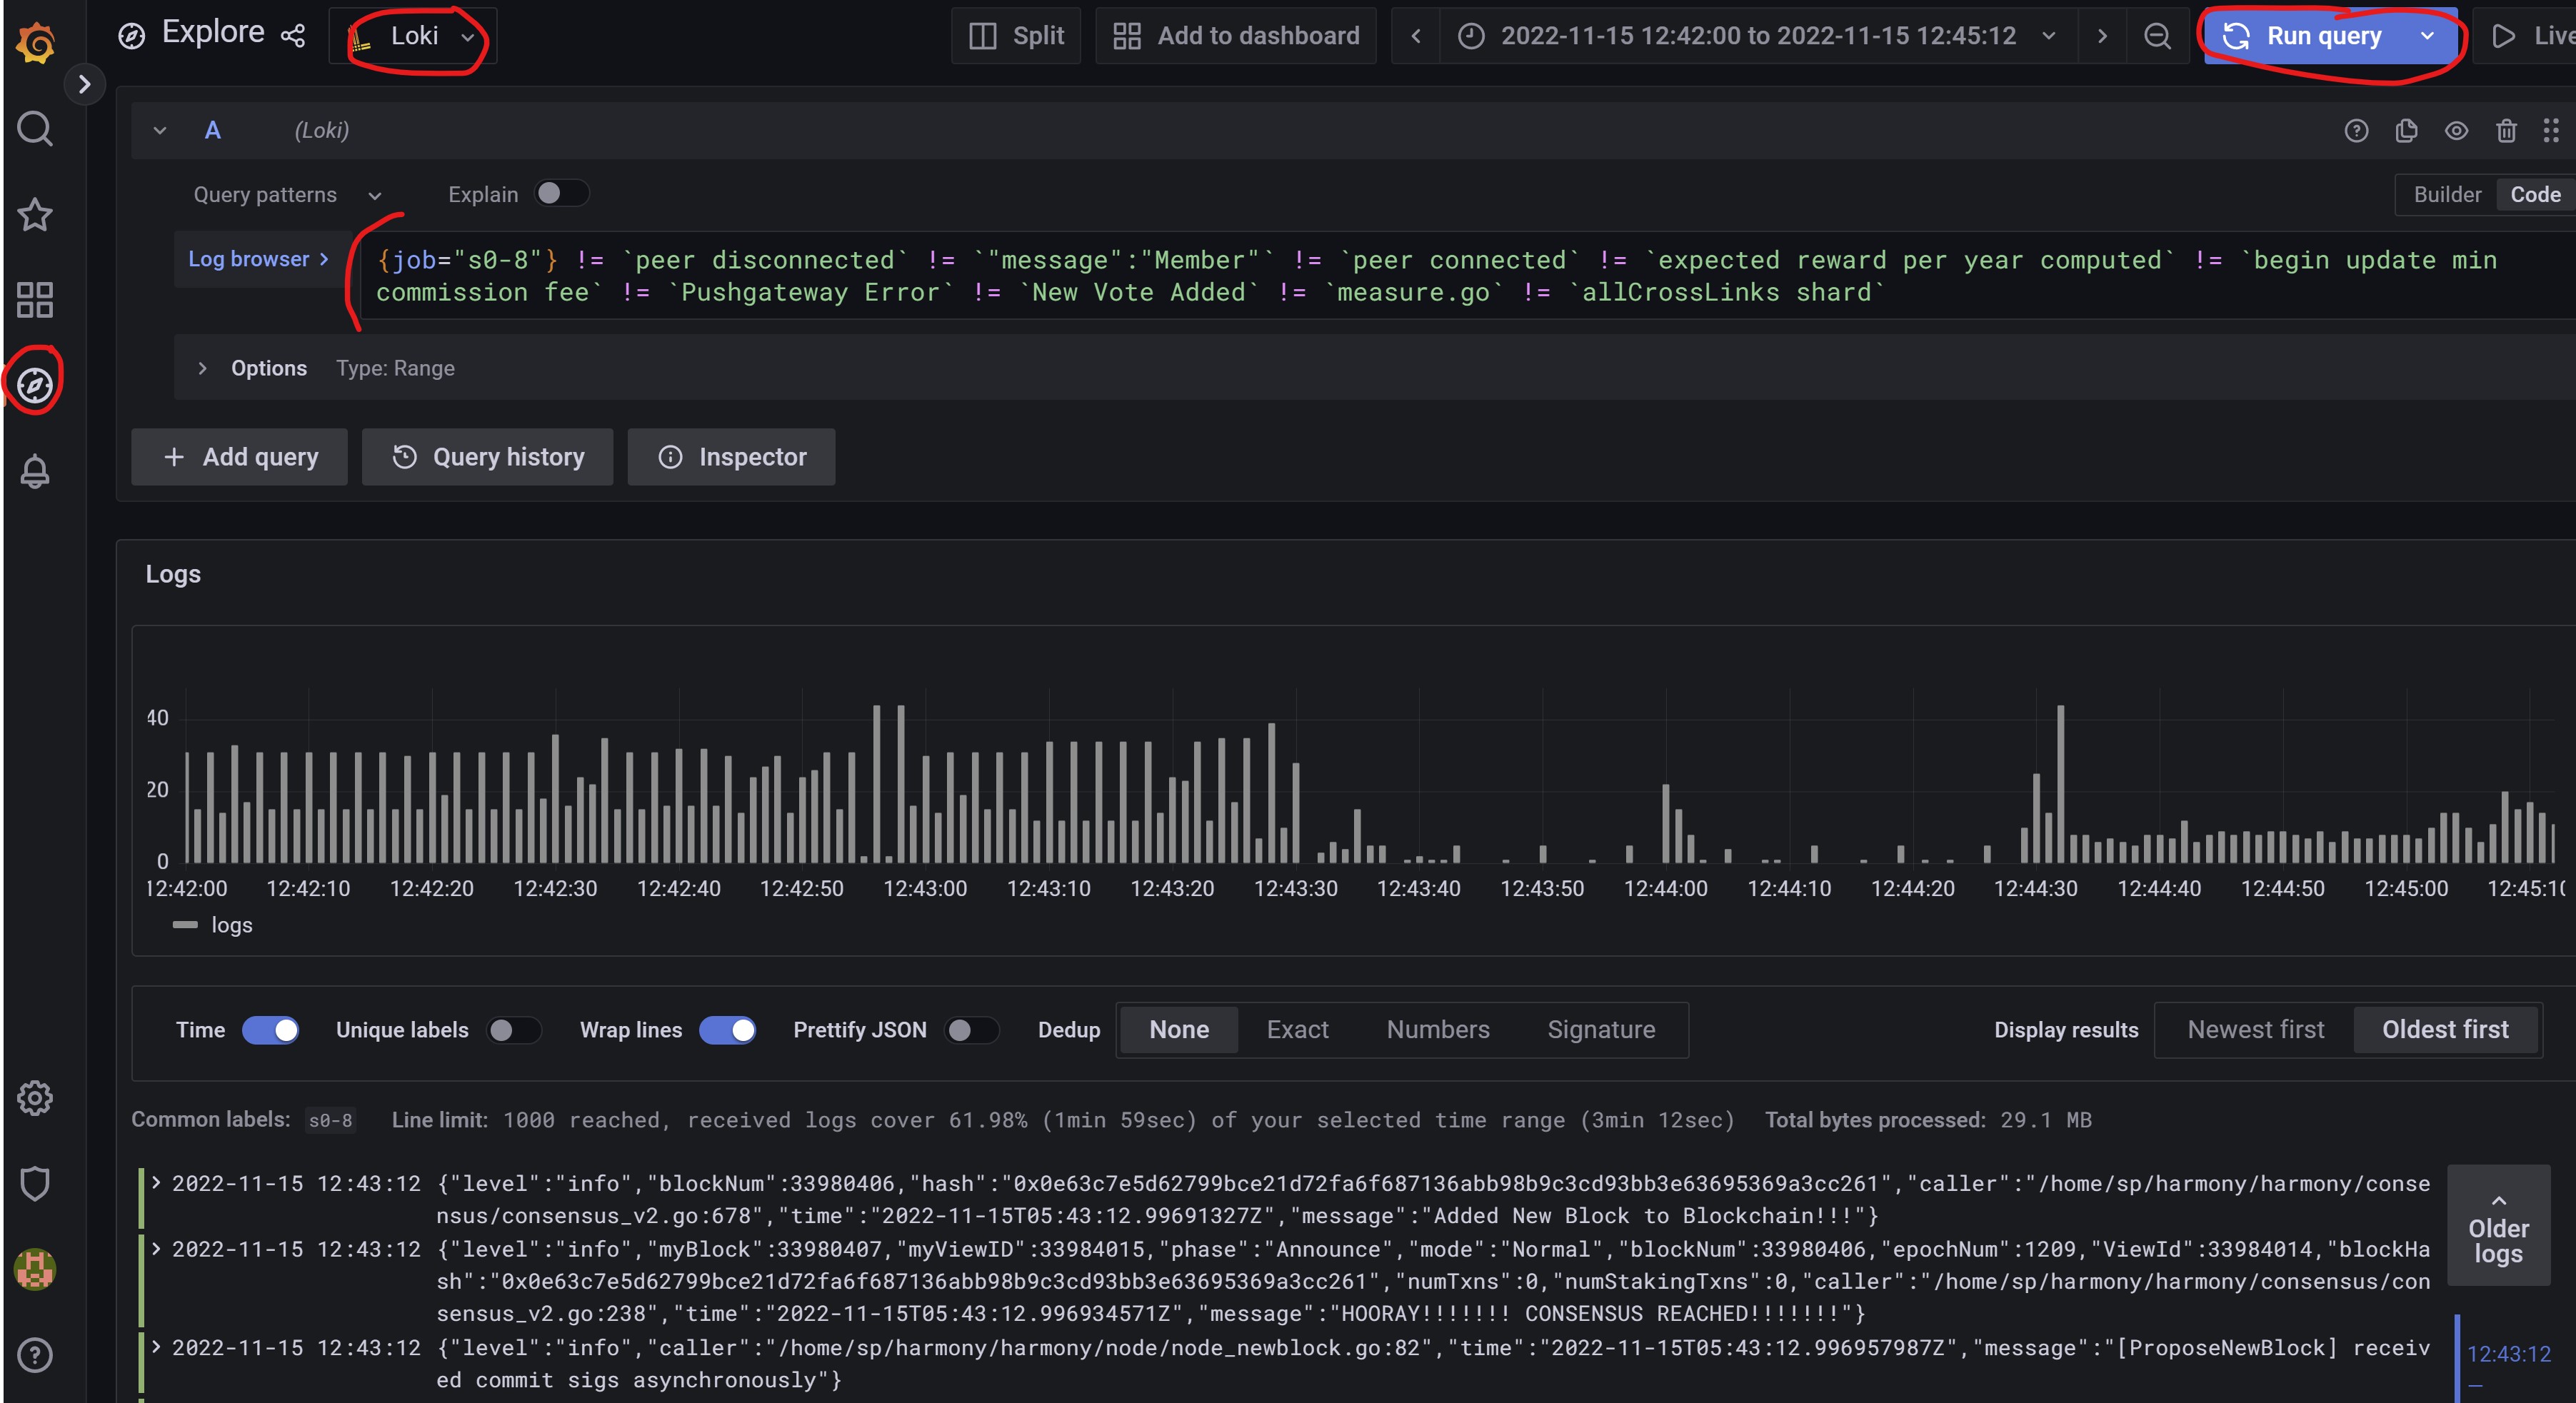 Explore
Loki
Split
Add to dashboard
2022-11-15 12:42:00 to 2022-11-15 12:45:12
Run query
Live
A (Loki)
Query patterns
Explain
Builder
Code
Log browser
{job="s0-8"} != `peer disconnected` != `"message":"Member"` != `peer connected` != `expected reward per year computed` != `begin update min
commission fee` != `Pushgateway Error` != `New Vote Added` != `measure.go` != `allCrossLinks shard`
Options Type: Range
+ Add query
Query history
Inspector
Logs
40
20
0
12:42:00 12:42:10 12:42:20 12:42:30 12:42:40 12:42:50 12:43:00 12:43:10 12:43:20 12:43:30 12:43:40 12:43:50 12:44:00 12:44:10 12:44:20 12:44:30 12:44:40 12:44:50 12:45:00 12:45:10
logs
Time
Unique labels
Wrap lines
Prettify JSON
Dedup
None
Exact
Numbers
Signature
Display results
Newest first
Oldest first
Common labels: s0-8 Line limit: 1000 reached, received logs cover 61.98% (1min 59sec) of your selected time range (3min 12sec) Total bytes processed: 29.1 MB
2022-11-15 12:43:12 {"level":"info","blockNum":33980406,"hash":"0x0e63c7e5d62799bce21d72fa6f687136abb98b9c3cd93bb3e63695369a3cc261","caller":"/home/sp/harmony/harmony/conse
nsus/consensus_v2.go:678","time":"2022-11-15T05:43:12.99691327Z","message":"Added New Block to Blockchain!!!"}
2022-11-15 12:43:12 {"level":"info","myBlock":33980407,"myViewID":33984015,"phase":"Announce","mode":"Normal","blockNum":33980406,"epochNum":1209,"ViewId":33984014,"blockHa
sh":"0x0e63c7e5d62799bce21d72fa6f687136abb98b9c3cd93bb3e63695369a3cc261","numTxns":0,"numStakingTxns":0,"caller":"/home/sp/harmony/harmony/consensus/con
sensus_v2.go:238","time":"2022-11-15T05:43:12.996934571Z","message":"HOORAY!!!!!!! CONSENSUS REACHED!!!!!!!"}
2022-11-15 12:43:12 {"level":"info","caller":"/home/sp/harmony/harmony/node/node_newblock.go:82","time":"2022-11-15T05:43:12.996957987Z","message":"[ProposeNewBlock] receiv
ed commit sigs asynchronously"}
Older
logs
12:43:12
—